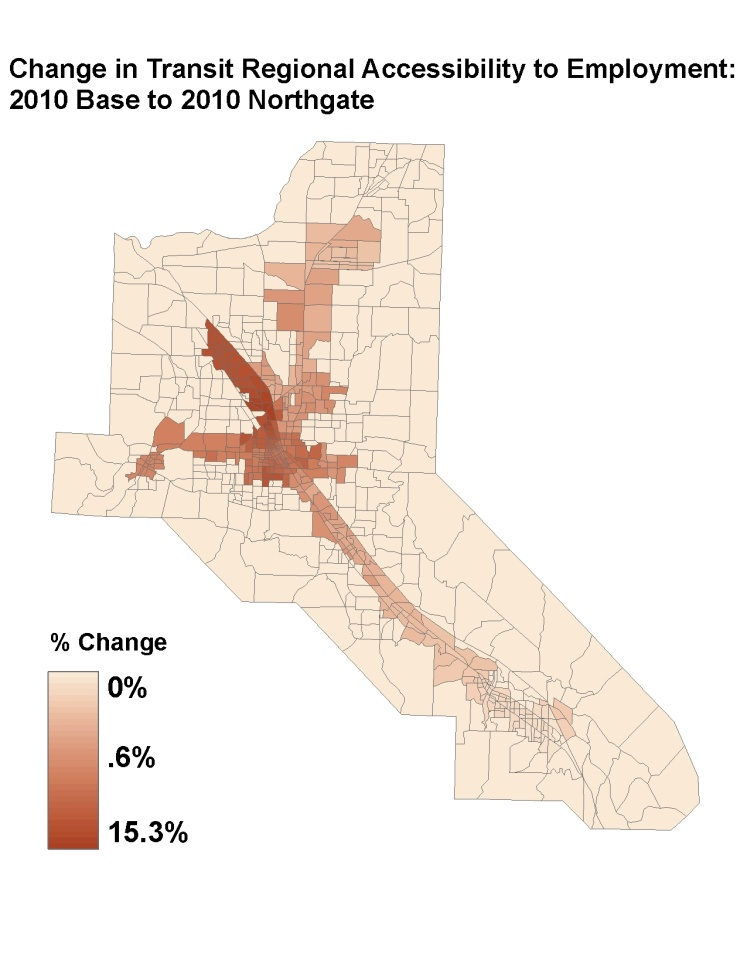 Change in Transit Regional Accessibility to Employment:
2010 Base to 2010 Northgate
% Change
0%
.6%
15.3%